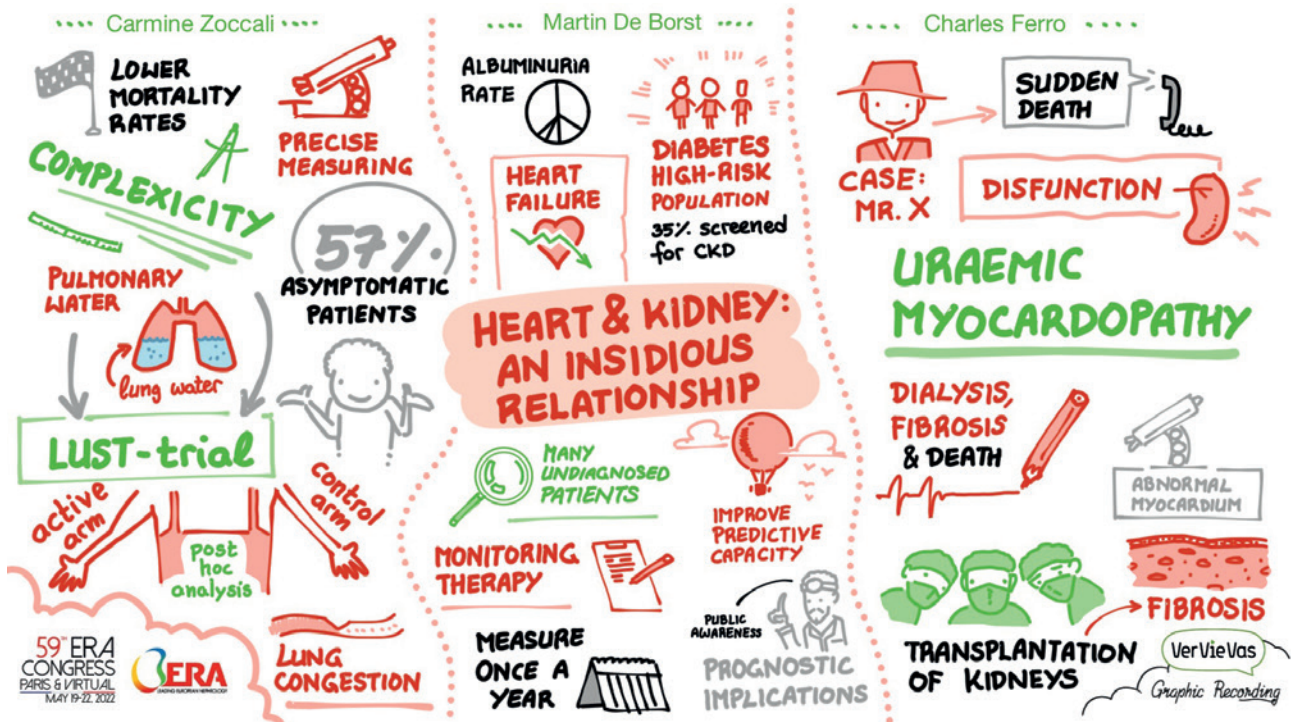 Carmine Zoccali
LOWER
MORTALITY
RATES
PRECISE
MEASURING
COMPLEXICITY
57%
ASYMPTOMATIC
PATIENTS
PULMONARY
WATER
lung water
LUST-trial
active
arm
control
arm
post
hoc
analysis
LUNG
CONGESTION
59TH ERA
CONGRESS
PARIS & VIRTUAL
MAY 19-22, 2022
ERA
LEADING EUROPEAN NEPHROLOGY
Martin De Borst
ALBUMINURIA
RATE
HEART
FAILURE
DIABETES
HIGH-RISK
POPULATION
35% screened
for CKD
HEART & KIDNEY:
AN INSIDIOUS
RELATIONSHIP
MANY
UNDIAGNOSED
PATIENTS
IMPROVE
PREDICTIVE
CAPACITY
MONITORING
THERAPY
MEASURE
ONCE A
YEAR
PUBLIC
AWARENESS
PROGNOSTIC
IMPLICATIONS
Charles Ferro
CASE:
MR. X
SUDDEN
DEATH
DISFUNCTION
URAEMIC
MYOCARDOPATHY
DIALYSIS,
FIBROSIS
& DEATH
ABNORMAL
MYOCARDIUM
FIBROSIS
TRANSPLANTATION
OF KIDNEYS
VerVieVas
Graphic Recording